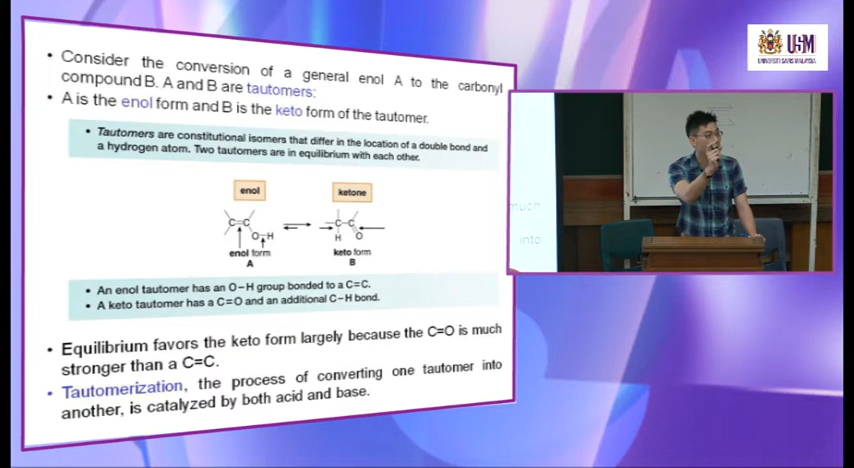 • Consider the conversion of a general enol A to the carbonyl
compound B. A and B are tautomers:
• A is the enol form and B is the keto form of the tautomer.
• Tautomers are constitutional isomers that differ in the location of a double bond and
a hydrogen atom. Two tautomers are in equilibrium with each other.
enol
ketone
C=C
O-H
enol form
A
-C-C
H O
keto form
B
• An enol tautomer has an O-H group bonded to a C=C.
• A keto tautomer has a C=O and an additional C-H bond.
• Equilibrium favors the keto form largely because the C=O is much
stronger than a C=C.
• Tautomerization, the process of converting one tautomer into
another, is catalyzed by both acid and base.
USM
UNIVERSITI SAINS MALAYSIA
much
into